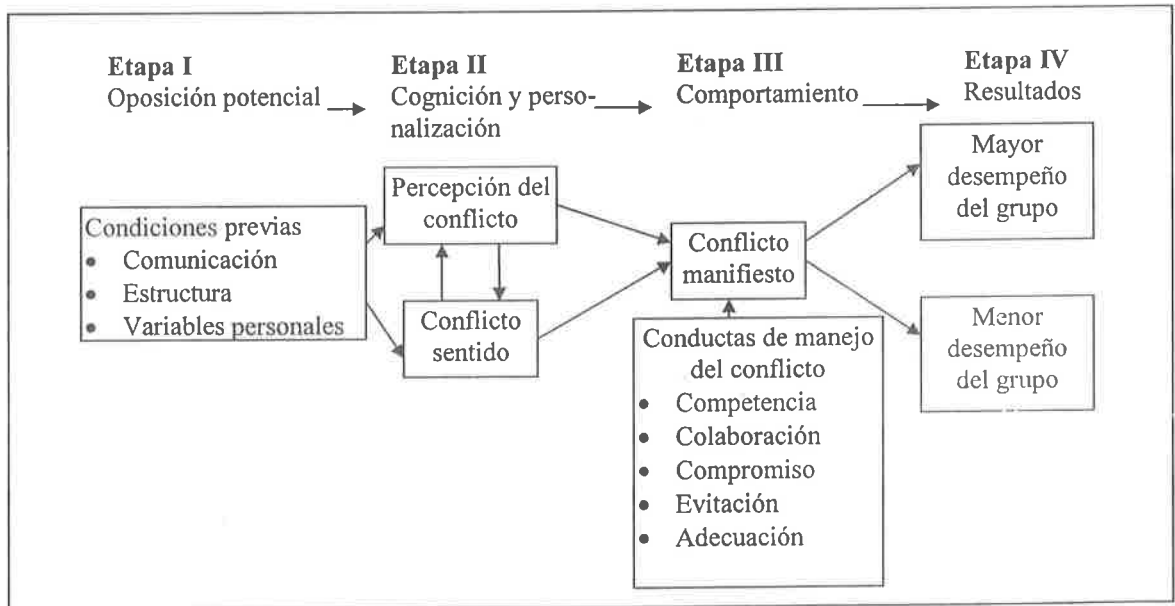 Etapa I
Oposición potencial
Etapa II
Cognición y perso-
nalización
Etapa III
Comportamiento
Etapa IV
Resultados
Condiciones previas
• Comunicación
• Estructura
• Variables personales
Percepción del
conflicto
Conflicto
sentido
Conflicto
manifiesto
Conductas de manejo
del conflicto
• Competencia
• Colaboración
• Compromiso
• Evitación
• Adecuación
Mayor
desempeño
del grupo
Menor
desempeño
del grupo